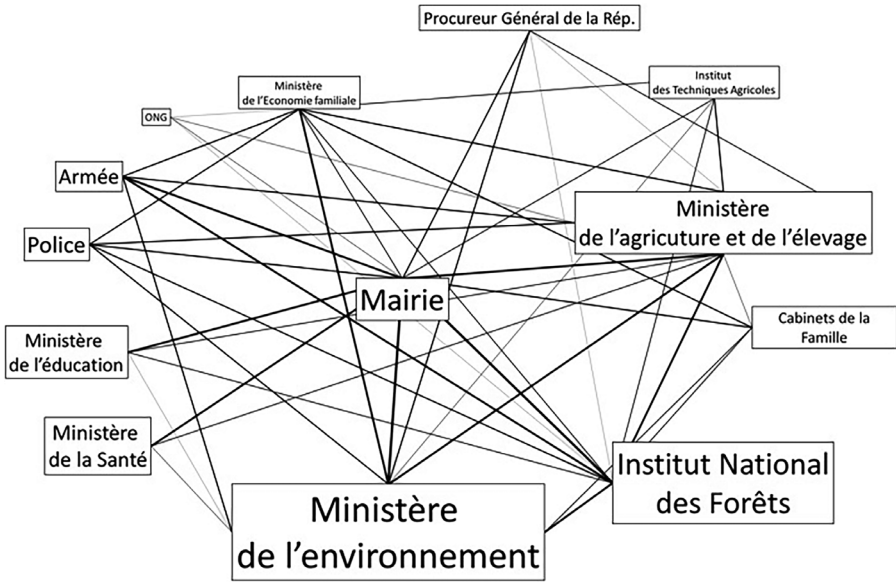 Procureur Général de la Rép.
Ministère
de l'Economie familiale
Institut
des Techniques Agricoles
ONG
Armée
Ministère
de l'agricuture et de l'élevage
Police
Mairie
Cabinets de la
Famille
Ministère
de l'éducation
Ministère
de la Santé
Institut National
des Forêts
Ministère
de l'environnement